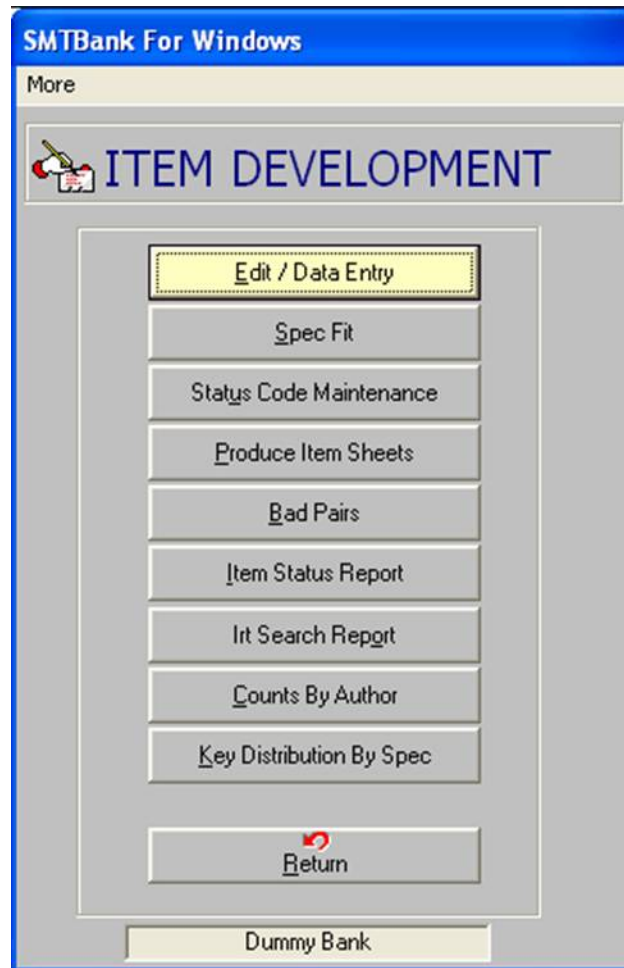 SMTBank For Windows
More
ITEM DEVELOPMENT
Edit / Data Entry
Spec Fit
Status Code Maintenance
Produce Item Sheets
Bad Pairs
Item Status Report
Irt Search Report
Counts By Author
Key Distribution By Spec
Return
Dummy Bank